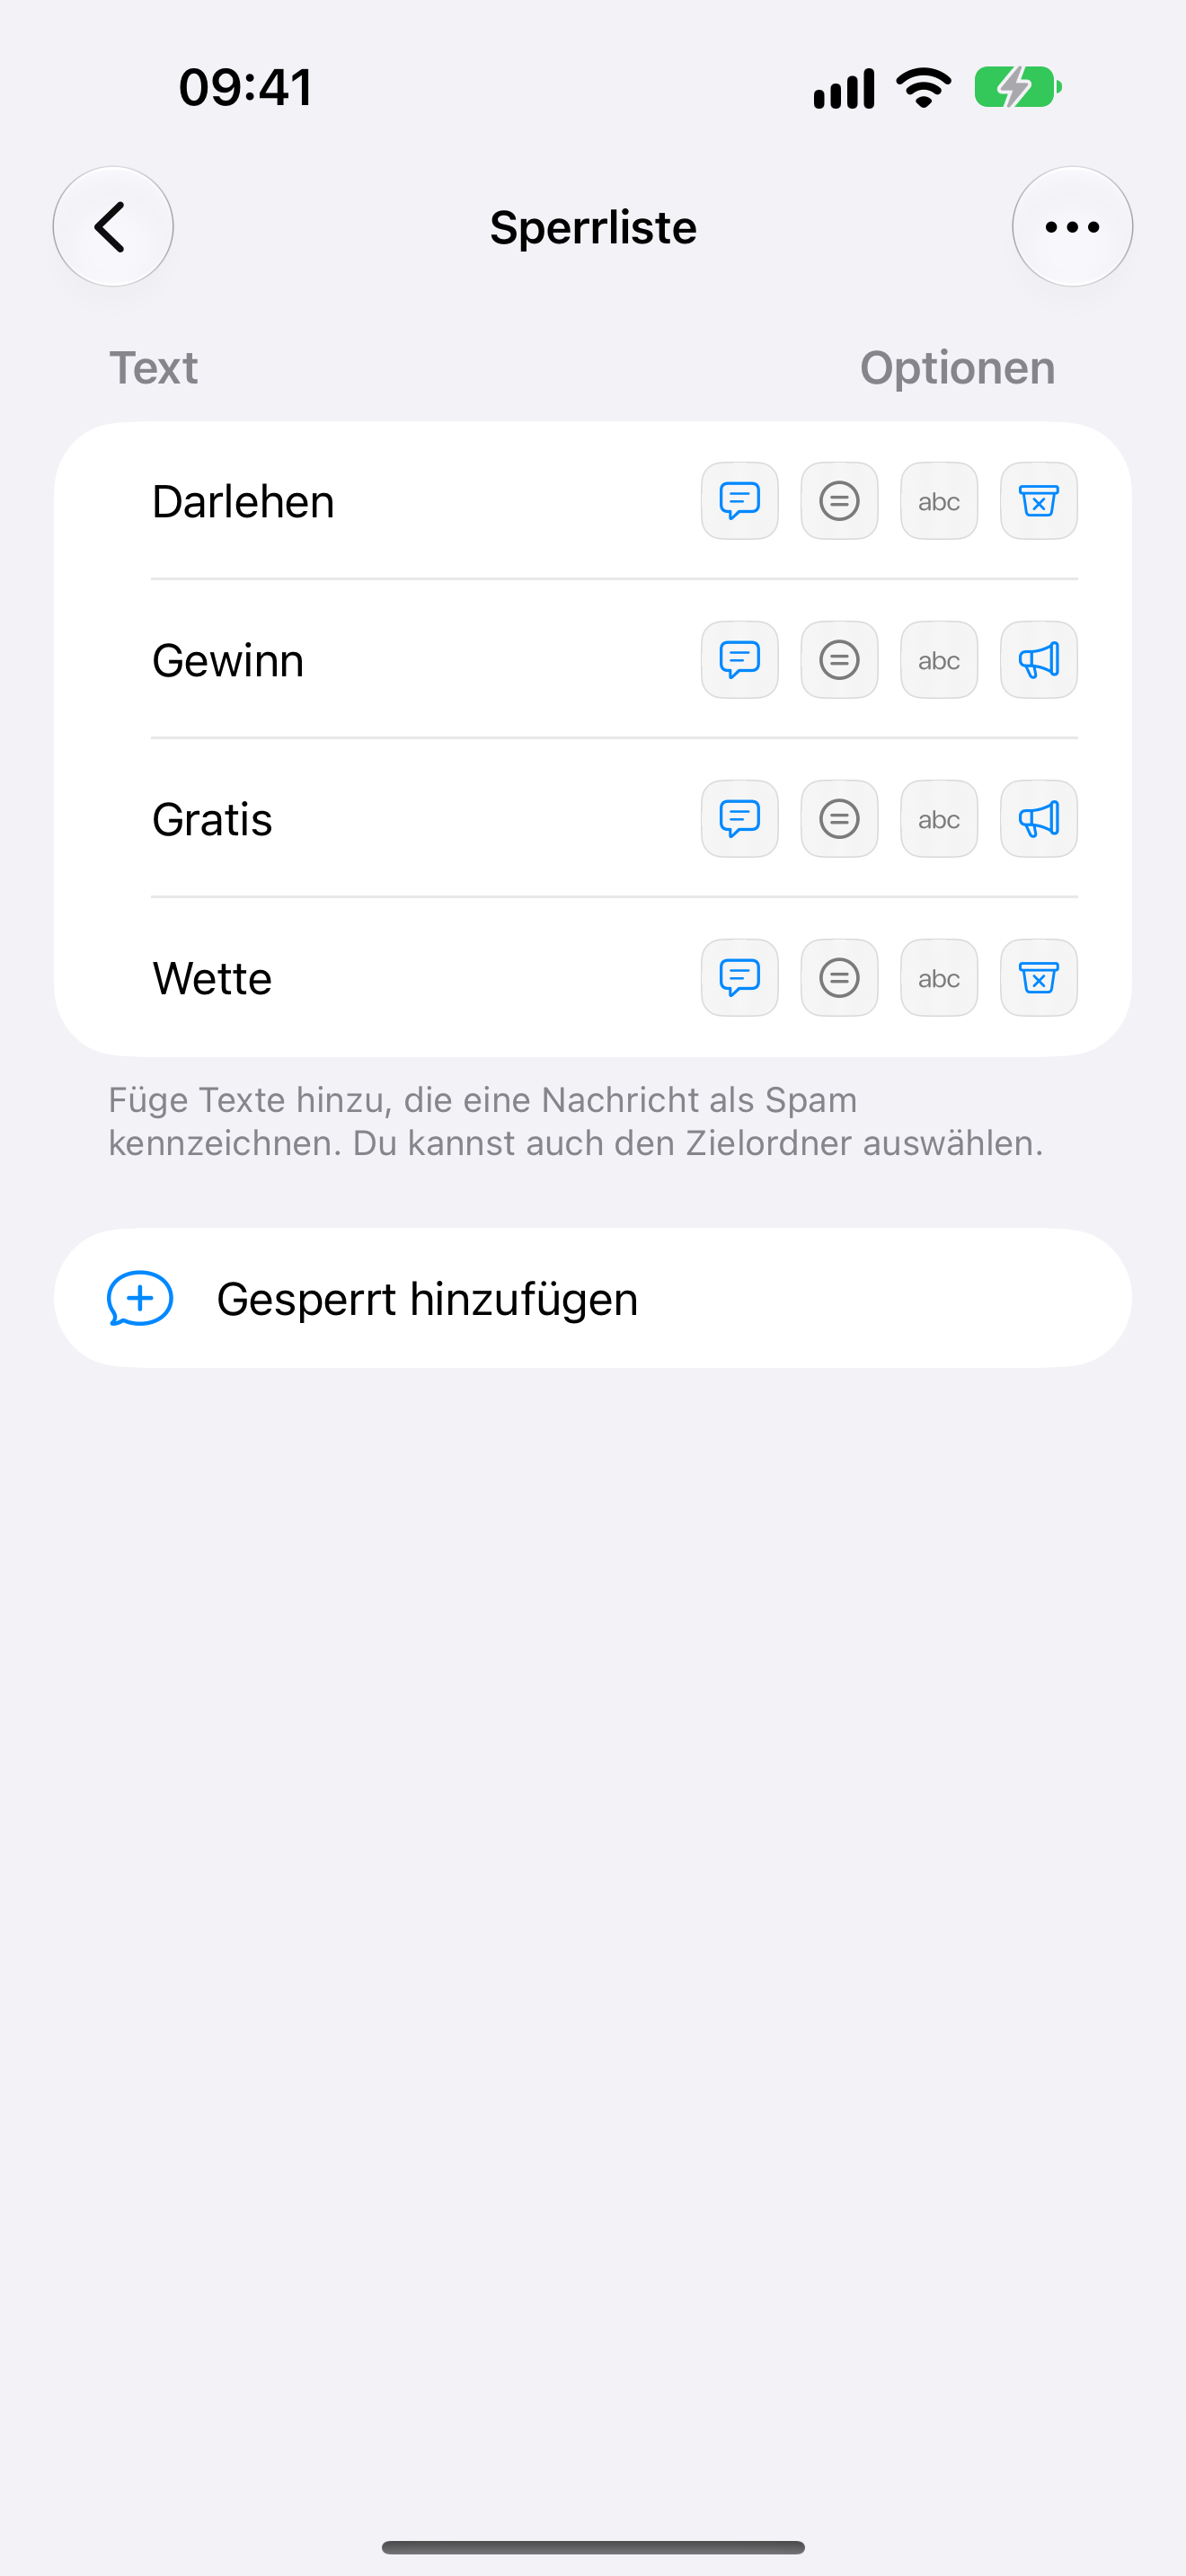 09:41
Sperrliste
Text Optionen
Darlehen abc
Gewinn abc
Gratis abc
Wette abc
Füge Texte hinzu, die eine Nachricht als Spam
kennzeichnen. Du kannst auch den Zielordner auswählen.
Gesperrt hinzufügen